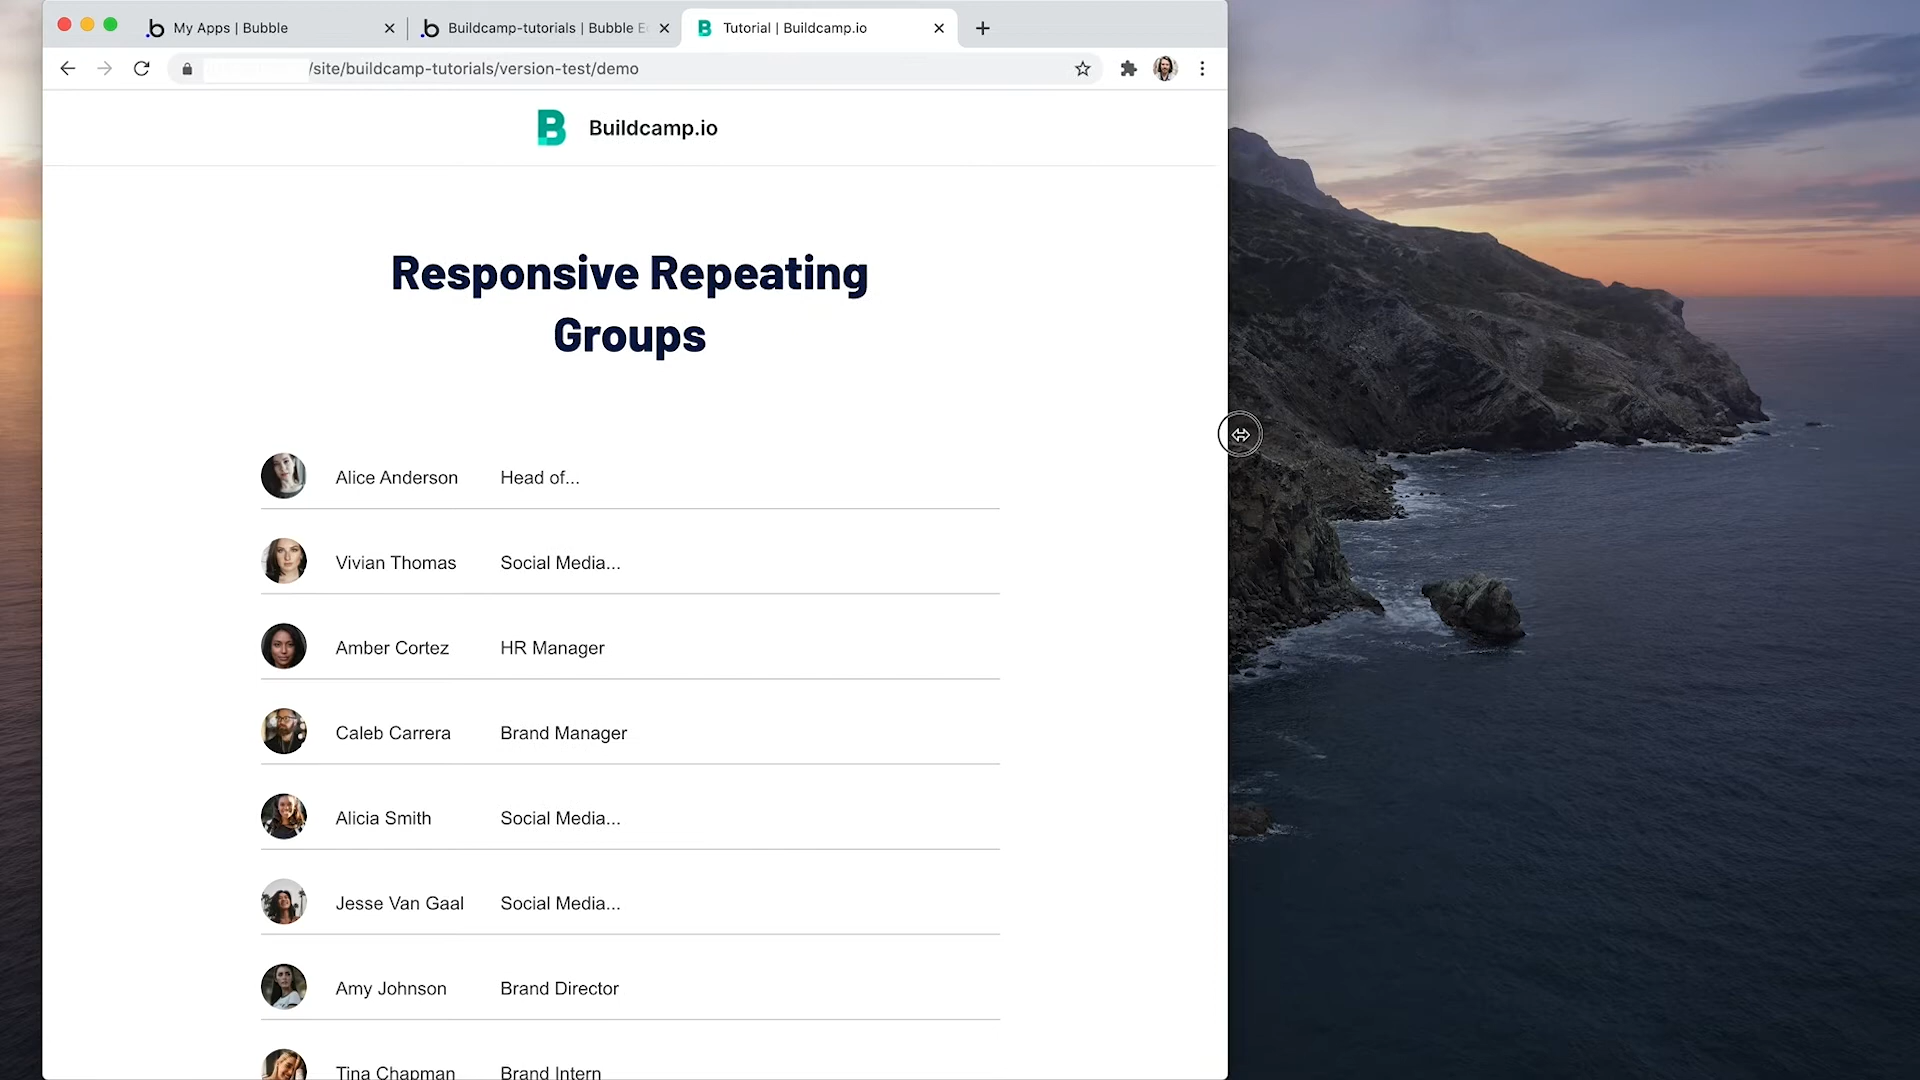 My Apps | Bubble
Buildcamp-tutorials | Bubble E
Tutorial | Buildcamp.io
/site/buildcamp-tutorials/version-test/demo
B Buildcamp.io
Responsive Repeating
Groups
Alice Anderson Head of...
Vivian Thomas Social Media...
Amber Cortez HR Manager
Caleb Carrera Brand Manager
Alicia Smith Social Media...
Jesse Van Gaal Social Media...
Amy Johnson Brand Director
Tina Chapman Brand Intern